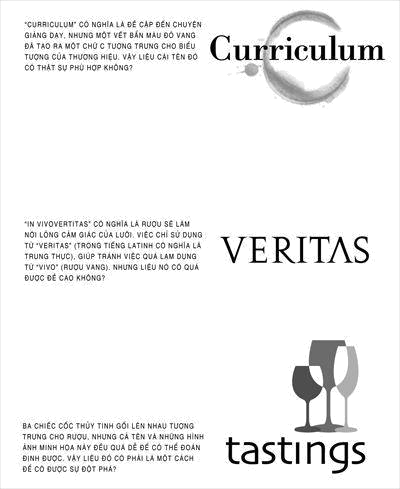 "CURRICULUM" CÓ NGHĨA LÀ ĐỀ CẬP ĐẾN CHUYỆN
GIẢNG DẠY, NHƯNG MỘT VẾT BẨN MÀU ĐỎ VANG
ĐÃ TẠO RA MỘT CHỮ C TƯỢNG TRƯNG CHO BIỂU
TƯỢNG CỦA THƯƠNG HIỆU. VẬY LIỆU CÁI TÊN ĐÓ
CÓ THẬT SỰ PHÙ HỢP KHÔNG?
Curriculum
"IN VIVOVERTITAS" CÓ NGHĨA LÀ RƯỢU SẼ LÀM
NỚI LỎNG CẢM GIÁC CỦA LƯỠI. VIỆC CHỈ SỬ DỤNG
TỪ "VERITAS" (TRONG TIẾNG LATINH CÓ NGHĨA LÀ
TRUNG THỰC), GIÚP TRÁNH VIỆC QUÁ LẠM DỤNG
TỪ "VIVO" (RƯỢU VANG). NHƯNG LIỆU NÓ CÓ QUÁ
ĐƯỢC ĐỀ CAO KHÔNG?
VERITAS
BA CHIẾC CỐC THỦY TINH GỐI LÊN NHAU TƯỢNG
TRƯNG CHO RƯỢU, NHƯNG CẢ TÊN VÀ NHỮNG HÌNH
ẢNH MINH HỌA NÀY ĐỀU QUÁ DỄ ĐỂ CÓ THỂ ĐOÁN
ĐỊNH ĐƯỢC. VẬY LIỆU ĐÓ CÓ PHẢI LÀ MỘT CÁCH
ĐỂ CÓ ĐƯỢC SỰ ĐỘT PHÁ?
tastings